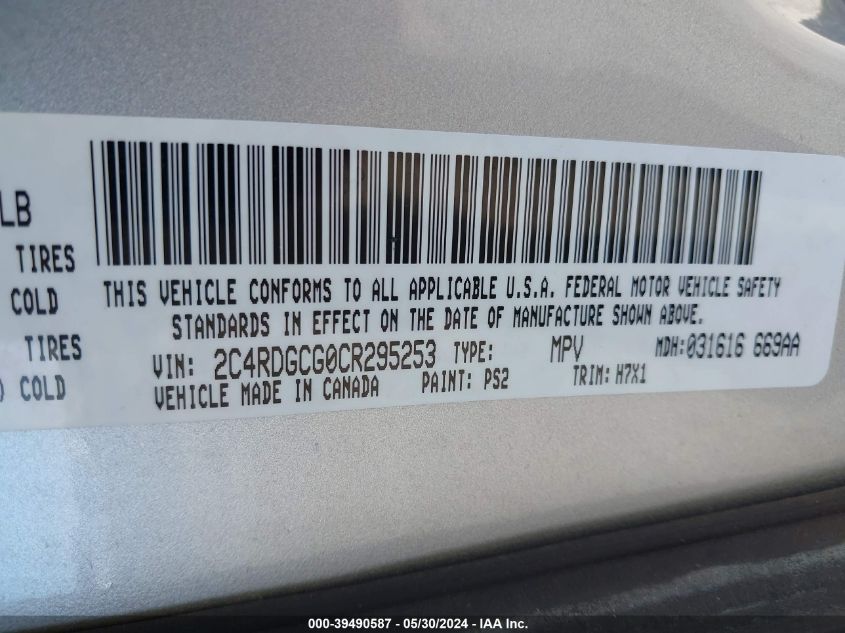 LB
TIRES
COLD
TIRES
) COLD
THIS VEHICLE CONFORMS TO ALL APPLICABLE U.S.A. FEDERAL MOTOR VEHICLE SAFETY
STANDARDS IN EFFECT ON THE DATE OF MANUFACTURE SHOWN ABOVE.
VIN: 2C4RDGCG0CR295253 TYPE: MPV MDH:031616 669AA
VEHICLE MADE IN CANADA PAINT: PS2 TRIM: H7X1
000-39490587 - 05/30/2024 - IAA Inc.